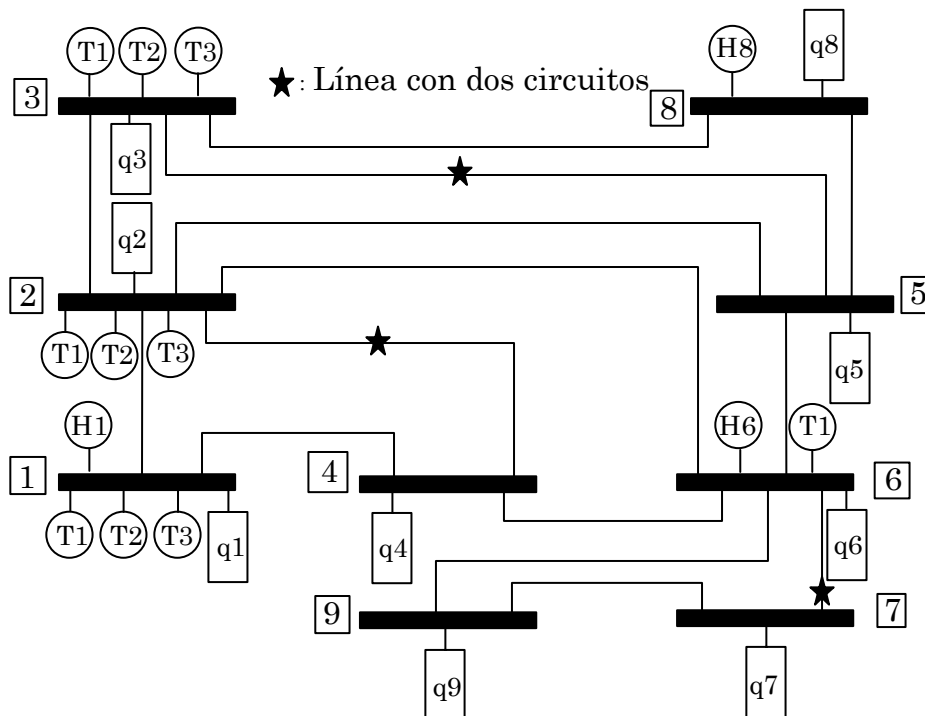 T1 T2 T3 H8 q8
3 ★: Línea con dos circuitos 8
q3
q2
2 5
T1 T2 T3 q5
H1 H6 T1
1 4 6
T1 T2 T3 q1 q4 q6
9 7
q9 q7